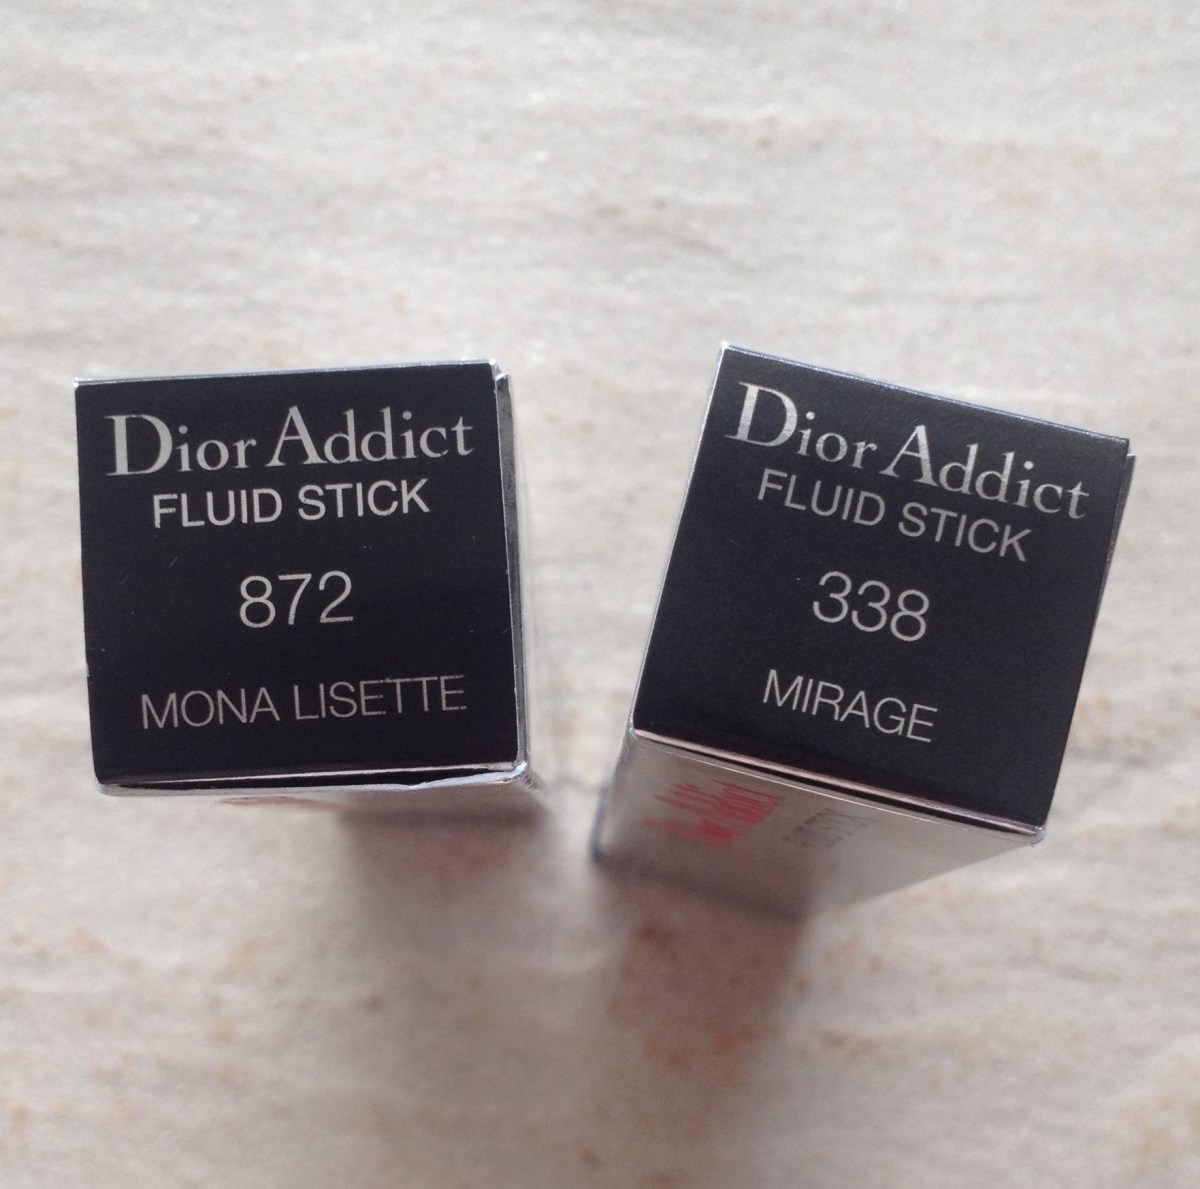 Dior Addict
FLUID STICK
872
MONA LISETTE
Dior Addict
FLUID STICK
338
MIRAGE